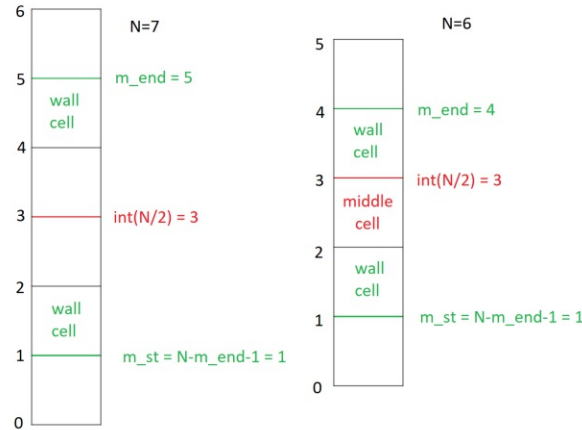 N=7
6
5
m_end = 5
wall
cell
4
3
int(N/2) = 3
2
wall
cell
1
m_st = N-m_end-1 = 1
0
N=6
5
4
m_end = 4
wall
cell
3
int(N/2) = 3
middle
cell
2
wall
cell
1
m_st = N-m_end-1 = 1
0